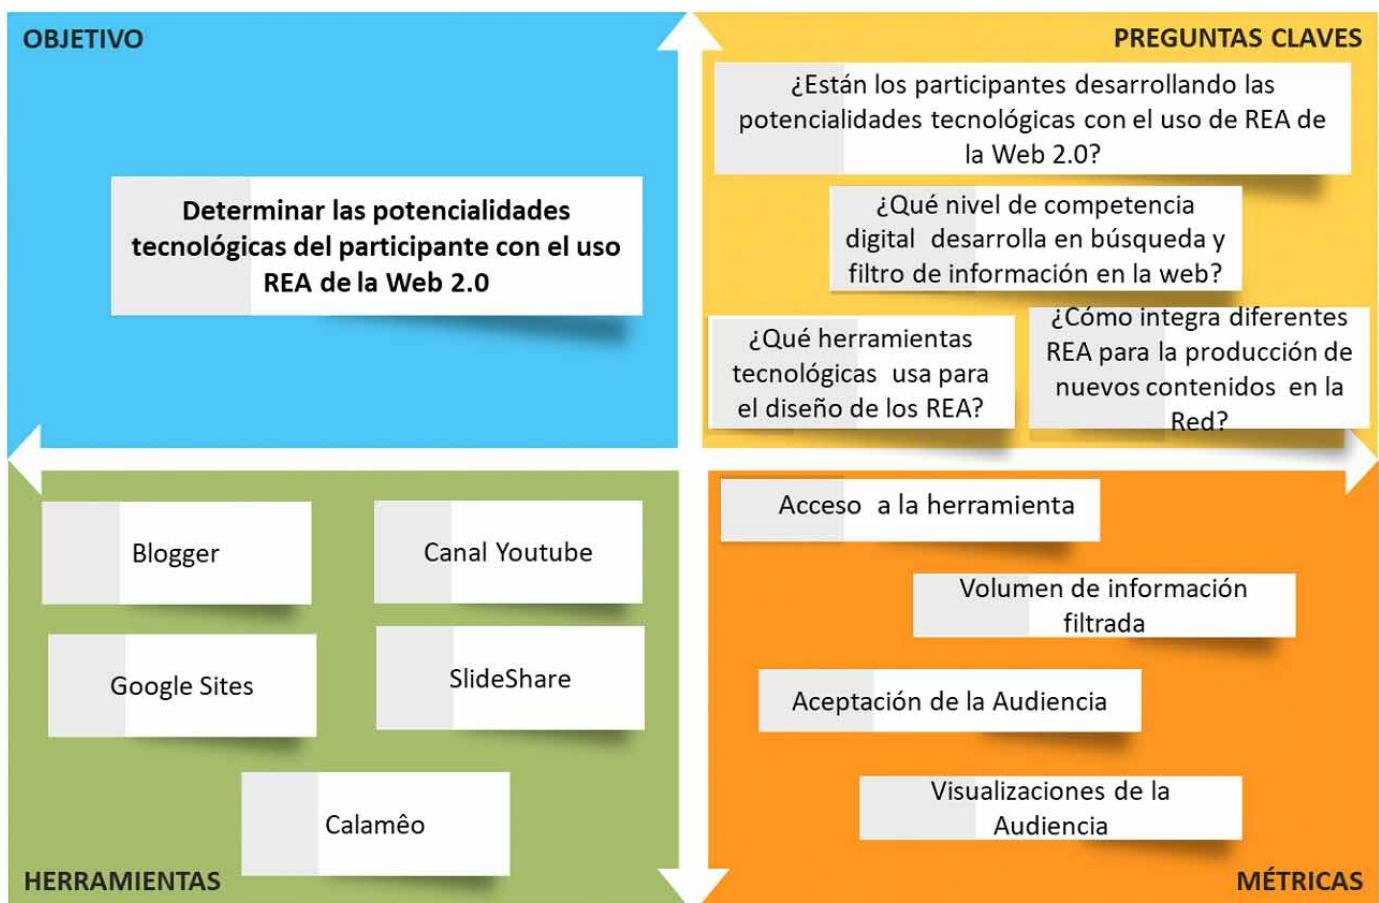 OBJETIVO
Determinar las potencialidades
tecnológicas del participante con el uso
REA de la Web 2.0
PREGUNTAS CLAVES
¿Están los participantes desarrollando las
potencialidades tecnológicas con el uso de REA de
la Web 2.0?
¿Qué nivel de competencia
digital desarrolla en búsqueda y
filtro de información en la web?
¿Qué herramientas
tecnológicas usa para
el diseño de los REA?
¿Cómo integra diferentes
REA para la producción de
nuevos contenidos en la
Red?
Blogger
Canal Youtube
Google Sites
SlideShare
Calamêo
HERRAMIENTAS
Acceso a la herramienta
Volumen de información
filtrada
Aceptación de la Audiencia
Visualizaciones de la
Audiencia
MÉTRICAS